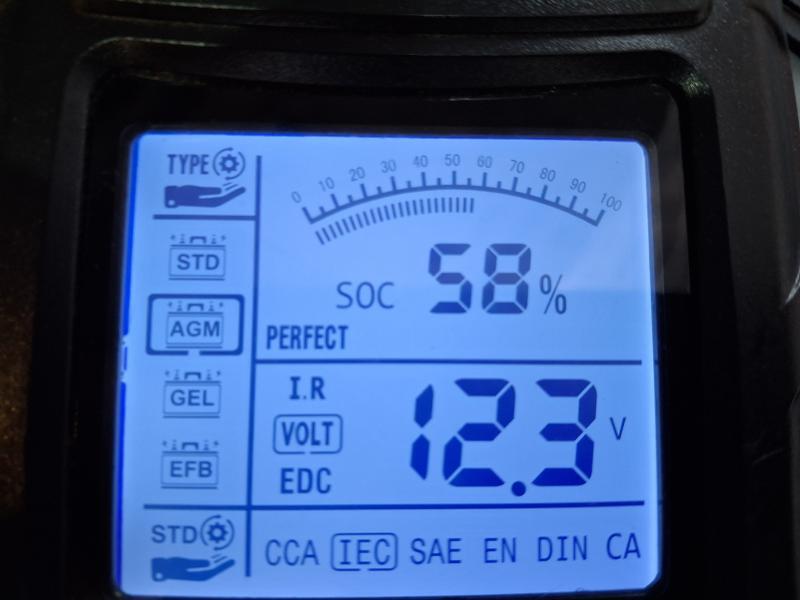 TYPE
STD
AGM
GEL
EFB
STD
0 10 20 30 40 50 60 70 80 90 100
SOC 58%
PERFECT
I.R
VOLT
EDC
12.3 V
CCA IEC SAE EN DIN CA